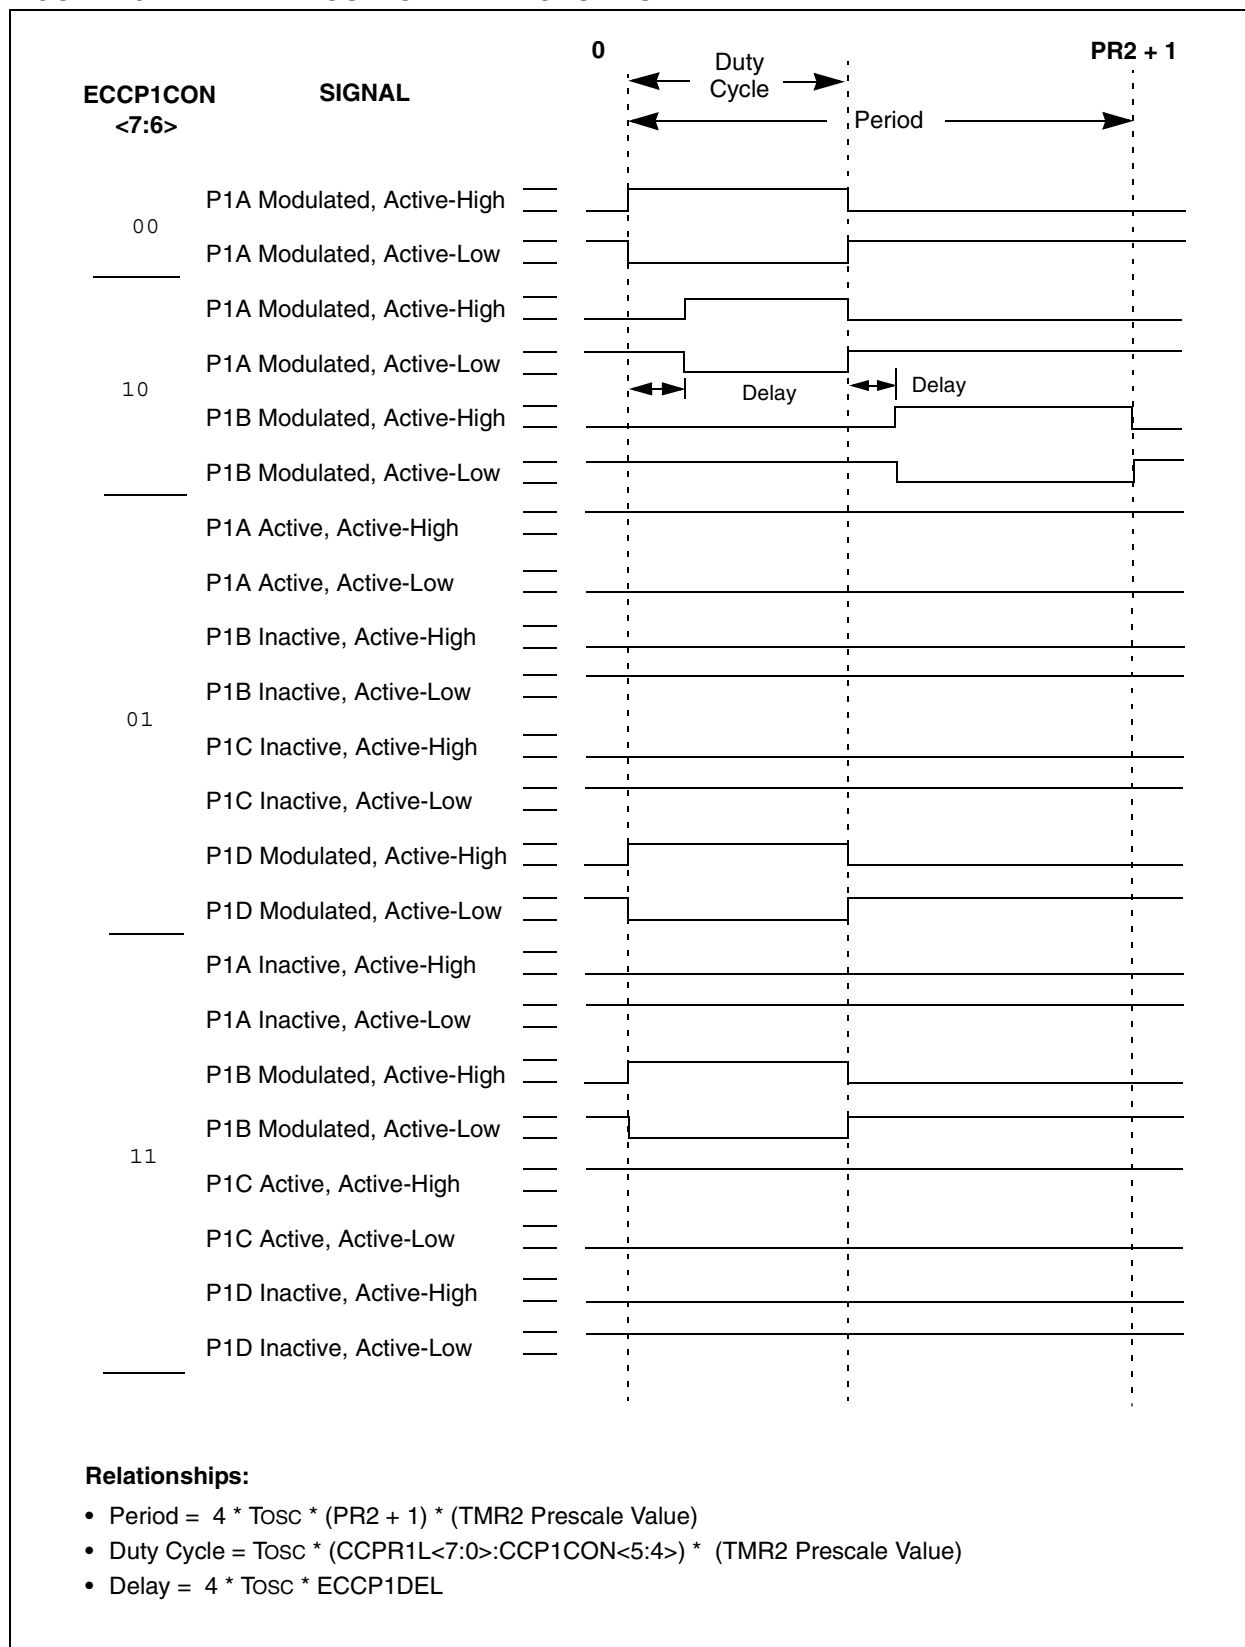 0
PR2 + 1
Duty
Cycle
ECCP1CON
<7:6>
SIGNAL
Period
00
P1A Modulated, Active-High
P1A Modulated, Active-Low
10
P1A Modulated, Active-High
P1A Modulated, Active-Low
Delay
Delay
P1B Modulated, Active-High
P1B Modulated, Active-Low
01
P1A Active, Active-High
P1A Active, Active-Low
P1B Inactive, Active-High
P1B Inactive, Active-Low
P1C Inactive, Active-High
P1C Inactive, Active-Low
P1D Modulated, Active-High
P1D Modulated, Active-Low
11
P1A Inactive, Active-High
P1A Inactive, Active-Low
P1B Modulated, Active-High
P1B Modulated, Active-Low
P1C Active, Active-High
P1C Active, Active-Low
P1D Inactive, Active-High
P1D Inactive, Active-Low
Relationships:
• Period = 4 * TOSC * (PR2 + 1) * (TMR2 Prescale Value)
• Duty Cycle = TOSC * (CCPR1L<7:0>:CCP1CON<5:4>) * (TMR2 Prescale Value)
• Delay = 4 * TOSC * ECCP1DEL